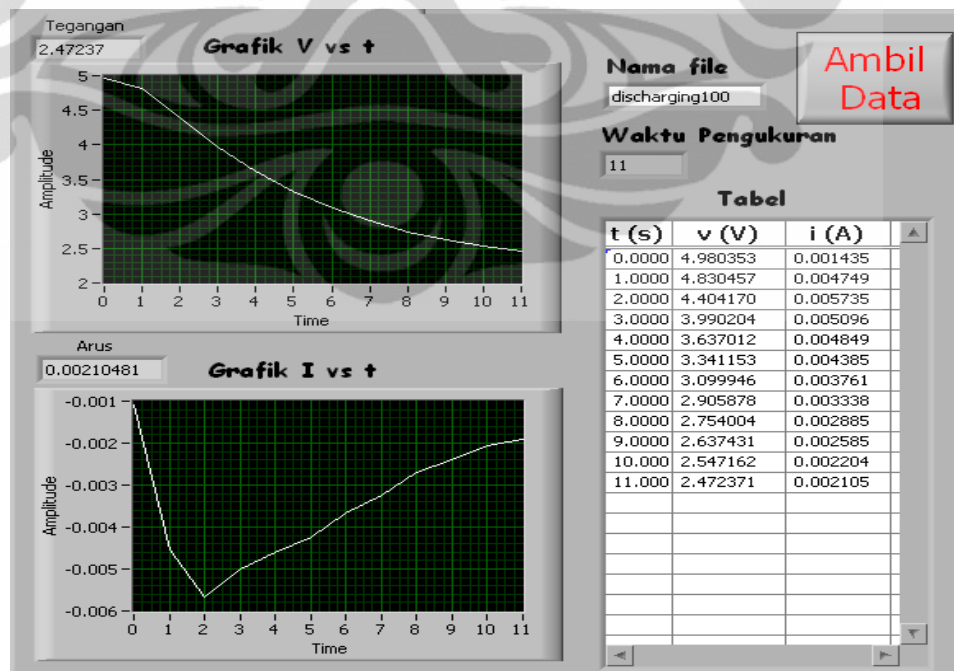 Tegangan
2.47237
Grafik V vs t
5
4.5
4
3.5
3
2.5
2
Amplitude
0 1 2 3 4 5 6 7 8 9 10 11
Time
Arus
0.00210481
Grafik I vs t
-0.001
-0.002
-0.003
-0.004
-0.005
-0.006
Amplitude
0 1 2 3 4 5 6 7 8 9 10 11
Time
Nama file
discharging100
Ambil
Data
Waktu Pengukuran
11
Tabel
t (s) v (V) i (A)
0.0000 4.980353 0.001435
1.0000 4.830457 0.004749
2.0000 4.404170 0.005735
3.0000 3.990204 0.005096
4.0000 3.637012 0.004849
5.0000 3.341153 0.004385
6.0000 3.099946 0.003761
7.0000 2.905878 0.003338
8.0000 2.754004 0.002885
9.0000 2.637431 0.002585
10.000 2.547162 0.002204
11.000 2.472371 0.002105